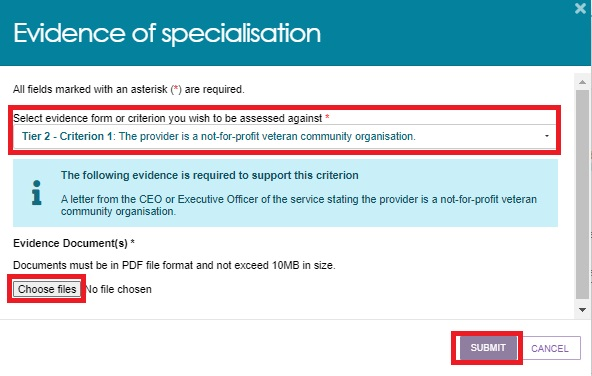 Evidence of specialisation
All fields marked with an asterisk (*) are required.
Select evidence form or criterion you wish to be assessed against *
Tier 2 - Criterion 1: The provider is a not-for-profit veteran community organisation.
The following evidence is required to support this criterion
A letter from the CEO or Executive Officer of the service stating the provider is a not-for-profit veteran
community organisation.
Evidence Document(s) *
Documents must be in PDF file format and not exceed 10MB in size.
Choose files No file chosen
SUBMIT CANCEL